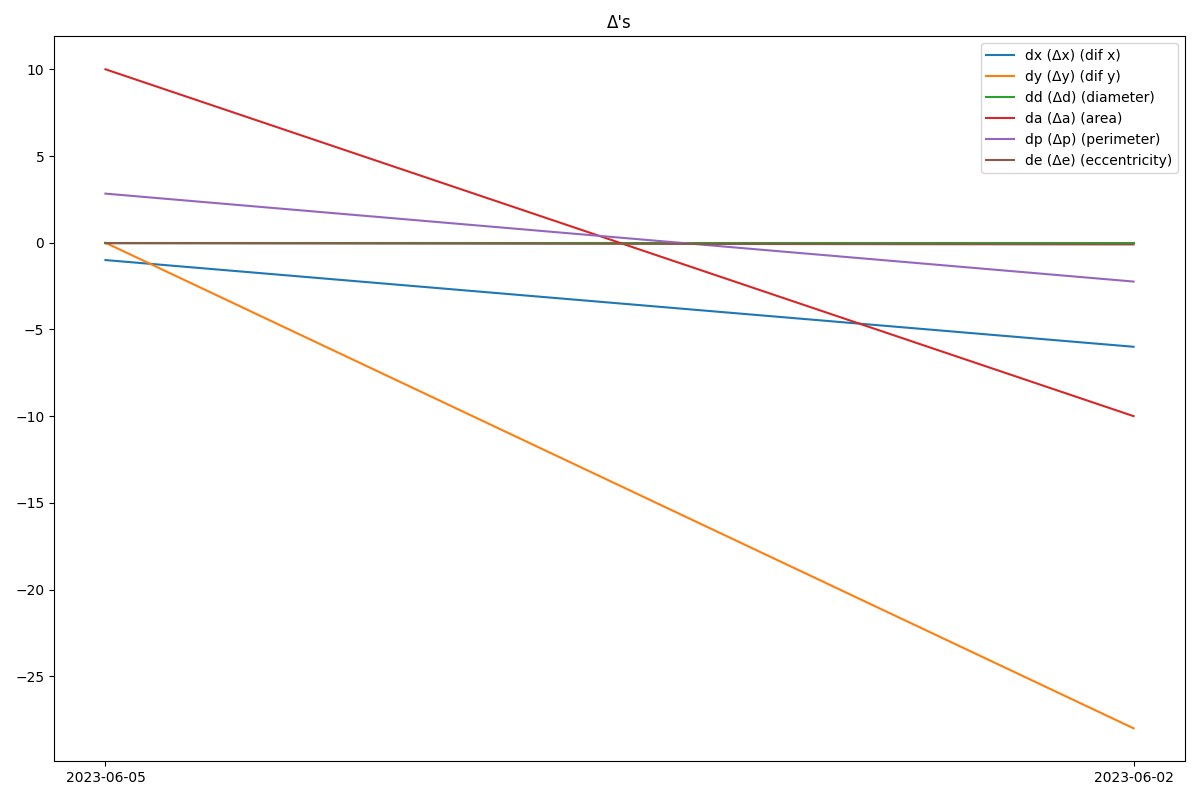 Δ's
dx (Δx) (dif x)
dy (Δy) (dif y)
dd (Δd) (diameter)
da (Δa) (area)
dp (Δp) (perimeter)
de (Δe) (eccentricity)
10
5
0
−5
−10
−15
−20
−25
2023-06-05
2023-06-02